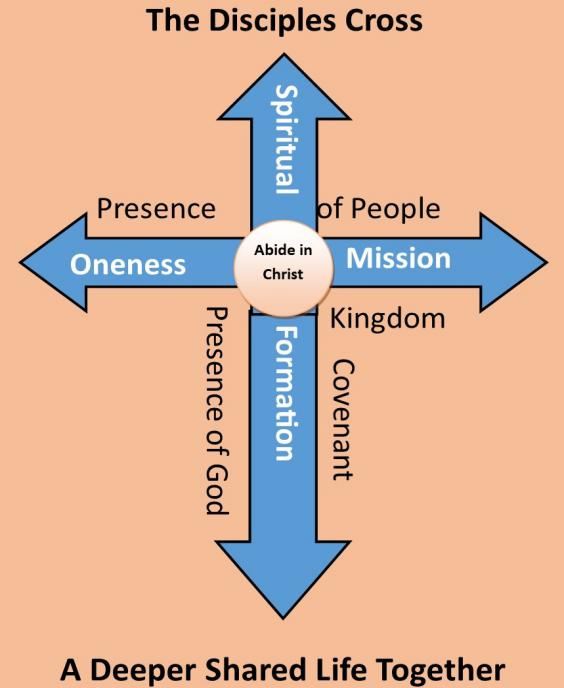 The Disciples Cross
Spiritual
Presence of People
Oneness
Abide in
Christ
Mission
Kingdom
Presence of God
Formation
Covenant
A Deeper Shared Life Together